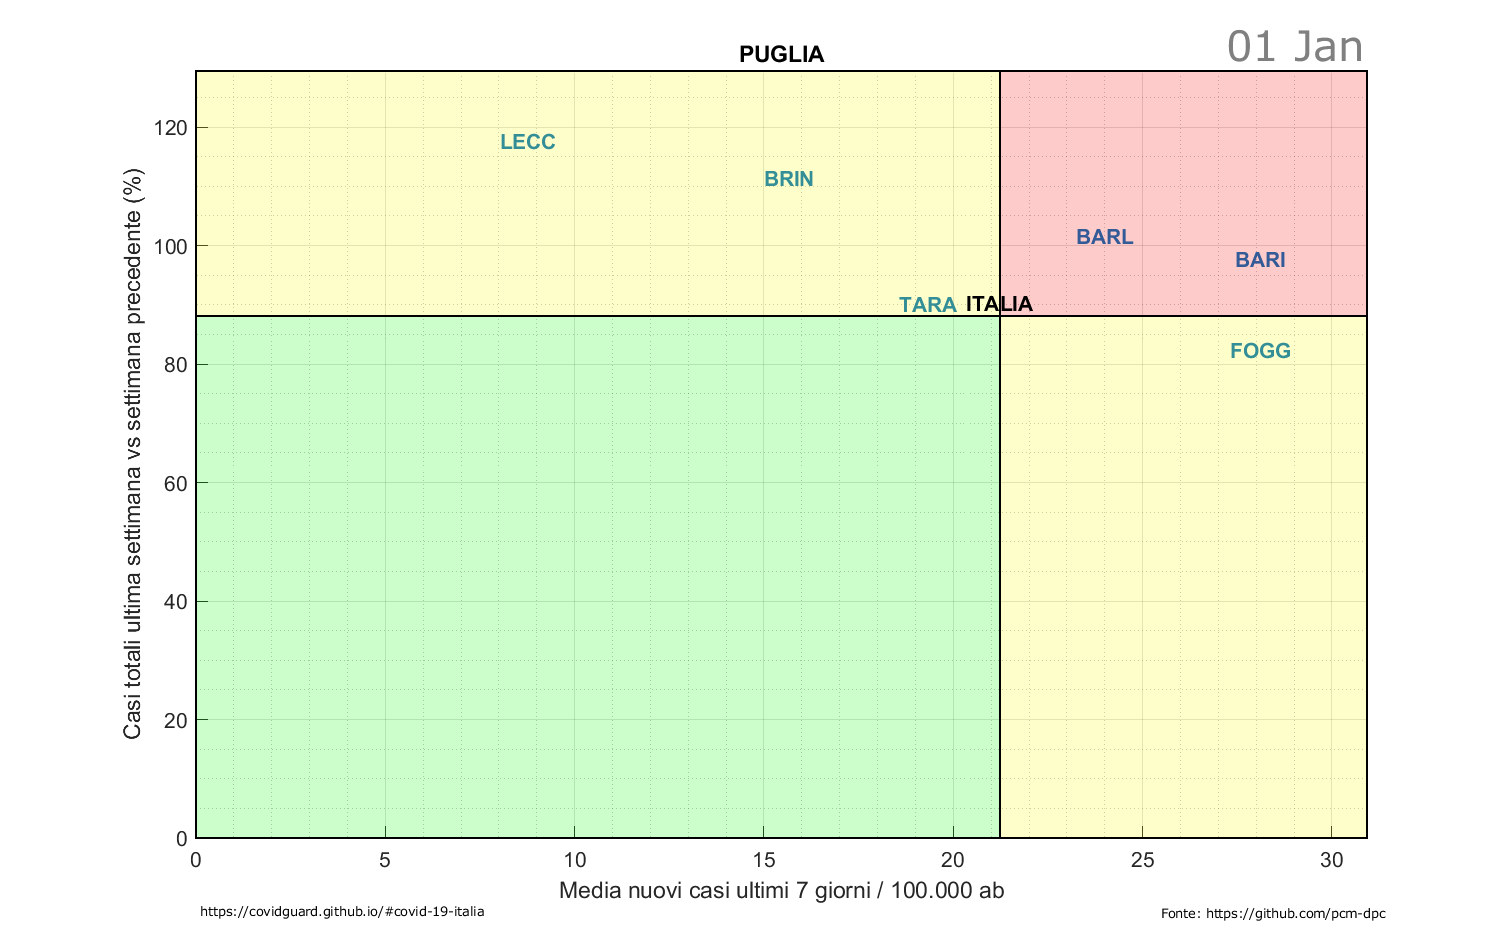 PUGLIA
01 Jan
Casi totali ultima settimana vs settimana precedente (%)
120
100
80
60
40
20
0
LECC
BRIN
BARL
BARI
TARA
ITALIA
FOGG
0
5
10
15
20
25
30
Media nuovi casi ultimi 7 giorni / 100.000 ab
https://covidguard.github.io/#covid-19-italia
Fonte: https://github.com/pcm-dpc